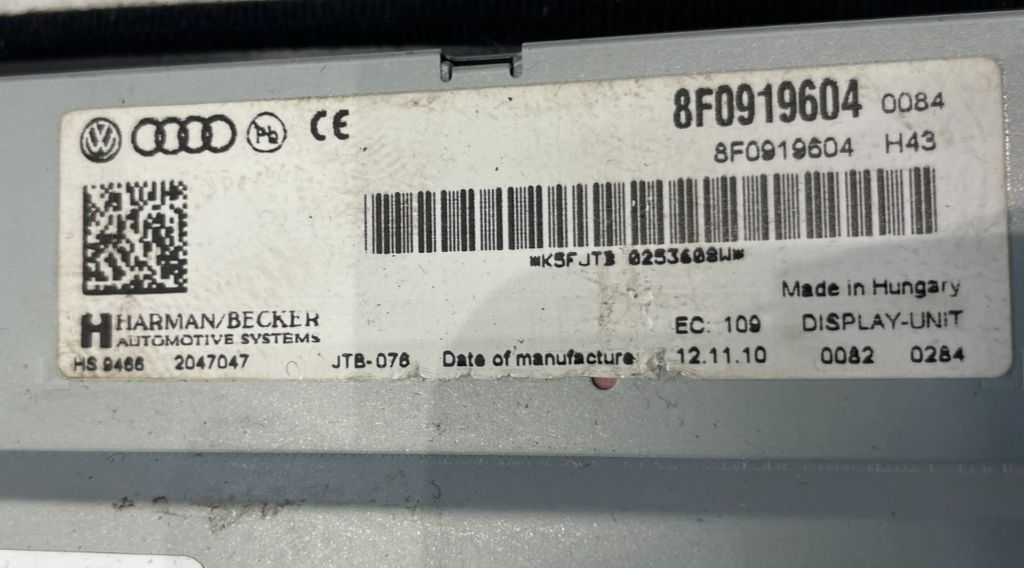 8F0919604 0084
8F0919604 H43
*K5FJTB 0253608W*
Made in Hungary
HARMAN/BECKER
AUTOMOTIVE SYSTEMS
EC: 109 DISPLAY-UNIT
HS 9466 2047047 JTB-076 Date of manufacture 12.11.10 0082 0284